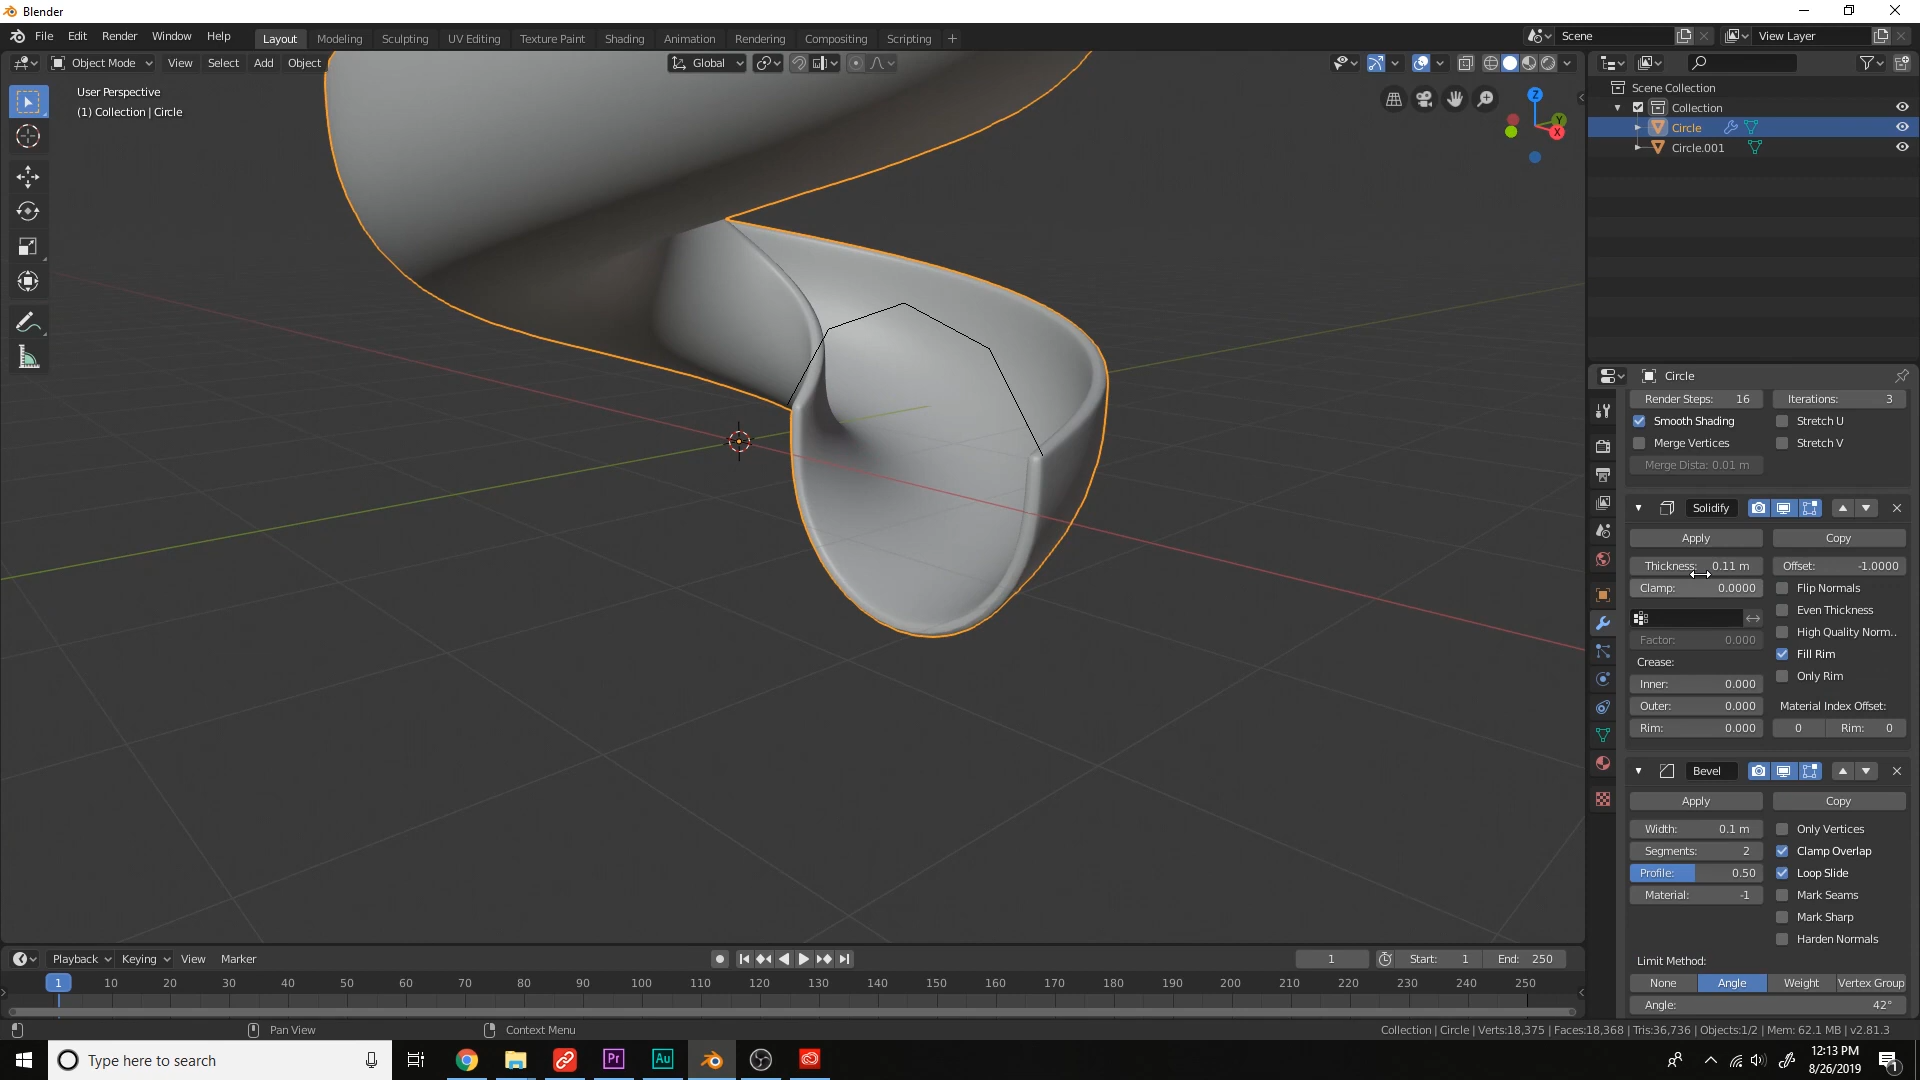 Blender
File Edit Render Window Help
Layout Modeling Sculpting UV Editing Texture Paint Shading Animation Rendering Compositing Scripting +
Scene View Layer
Object Mode View Select Add Object
Global
User Perspective
(1) Collection | Circle
Z
Y
X
Scene Collection
Collection
Circle
Circle.001
Circle
Render Steps: 16 Iterations: 3
Smooth Shading Stretch U
Merge Vertices Stretch V
Merge Dista: 0.01 m
Solidify
Apply Copy
Thickness: 0.11 m Offset: -1.0000
Clamp: 0.0000 Flip Normals
Even Thickness
Factor: 0.000 High Quality Norm..
Crease: Fill Rim
Inner: 0.000 Only Rim
Outer: 0.000 Material Index Offset:
Rim: 0.000 0 Rim: 0
Bevel
Apply Copy
Width: 0.1 m Only Vertices
Segments: 2 Clamp Overlap
Profile: 0.50 Loop Slide
Material: -1 Mark Seams
Mark Sharp
Harden Normals
Limit Method:
None Angle Weight Vertex Group
Angle: 42°
Playback Keying View Marker 1 Start: 1 End: 250
1 10 20 30 40 50 60 70 80 90 100 110 120 130 140 150 160 170 180 190 200 210 220 230 240 250
Pan View Context Menu Collection | Circle | Verts:18,375 | Faces:18,368 | Tris:36,736 | Objects:1/2 | Mem: 62.1 MB | v2.81.3
Type here to search Pr Au 12:13 PM
8/26/2019 1